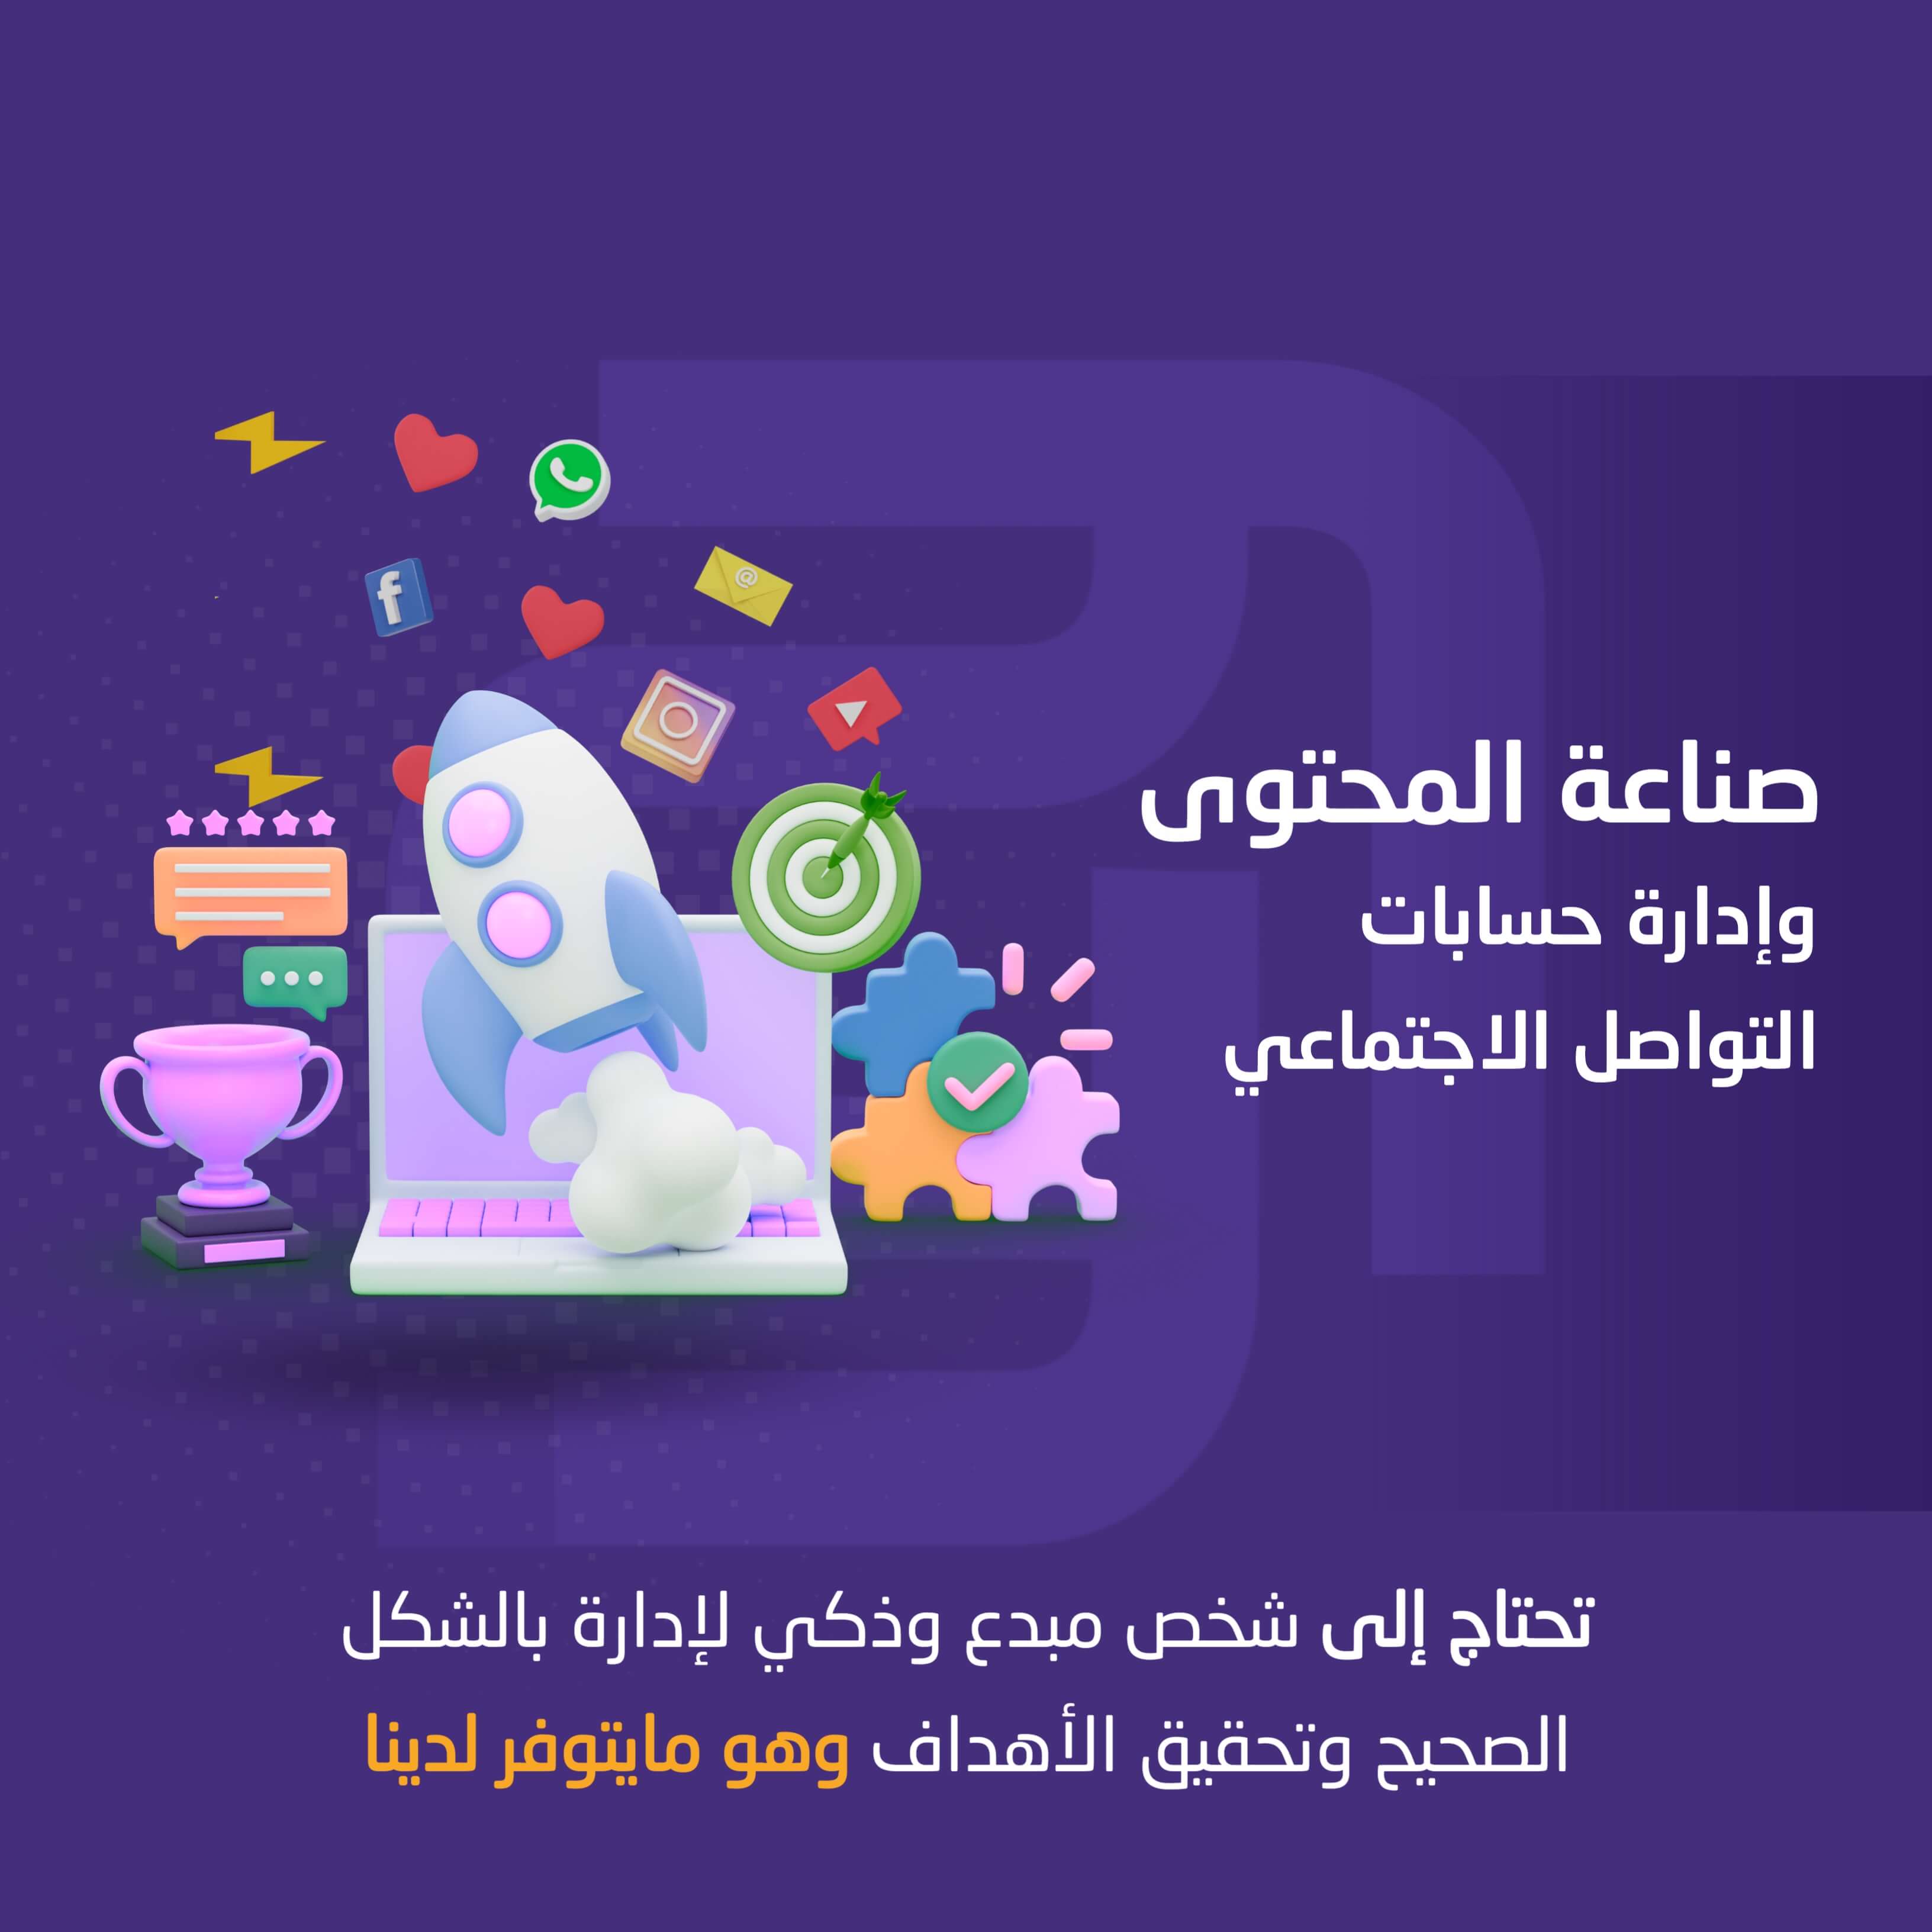 صناعة المحتوى
وإدارة حسابات
التواصل الاجتماعي
تحتاج إلى شخص مبدع وذكي لإدارة بالشكل
الصحيح وتحقيق الأهداف وهو مايتوفر لدينا